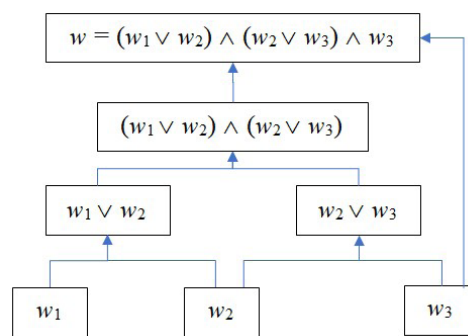 w = (w₁ ∨ w₂) ∧ (w₂ ∨ w₃) ∧ w₃
(w₁ ∨ w₂) ∧ (w₂ ∨ w₃)
w₁ ∨ w₂
w₂ ∨ w₃
w₁
w₂
w₃